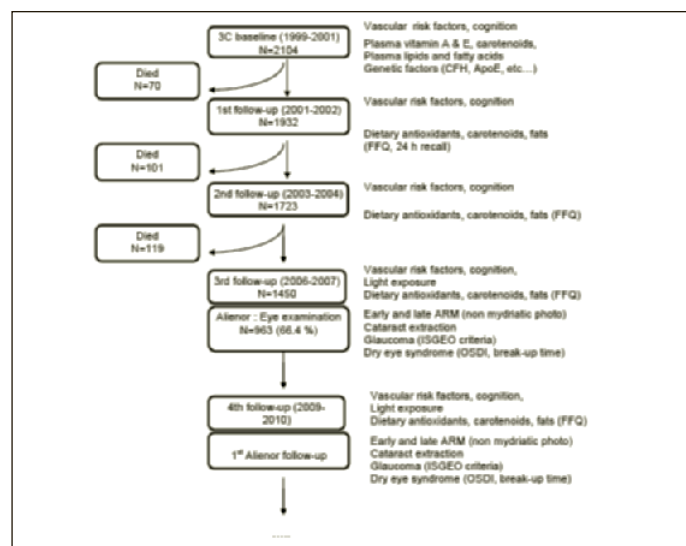 3C baseline (1999-2001)
N=2104
Vascular risk factors, cognition
Plasma vitamin A & E, carotenoids,
Plasma lipids and fatty acids
Genetic factors (CFH, ApoE, etc...)
Died
N=70
1st follow-up (2001-2002)
N=1932
Vascular risk factors, cognition
Dietary antioxidants, carotenoids, fats
(FFQ, 24 h recall)
Died
N=101
2nd follow-up (2003-2004)
N=1723
Vascular risk factors, cognition
Dietary antioxidants, carotenoids, fats (FFQ)
Died
N=119
3rd follow-up (2006-2007)
N=1450
Vascular risk factors, cognition,
Light exposure
Dietary antioxidants, carotenoids, fats (FFQ)
Alienor : Eye examination
N=963 (66.4 %)
Early and late ARM (non mydriatic photo)
Cataract extraction
Glaucoma (ISGEO criteria)
Dry eye syndrome (OSDI, break-up time)
4th follow-up (2009-
2010)
Vascular risk factors, cognition,
Light exposure
Dietary antioxidants, carotenoids, fats (FFQ)
1st Alienor follow-up
Early and late ARM (non mydriatic photo)
Cataract extraction
Glaucoma (ISGEO criteria)
Dry eye syndrome (OSDI, break-up time)
.....